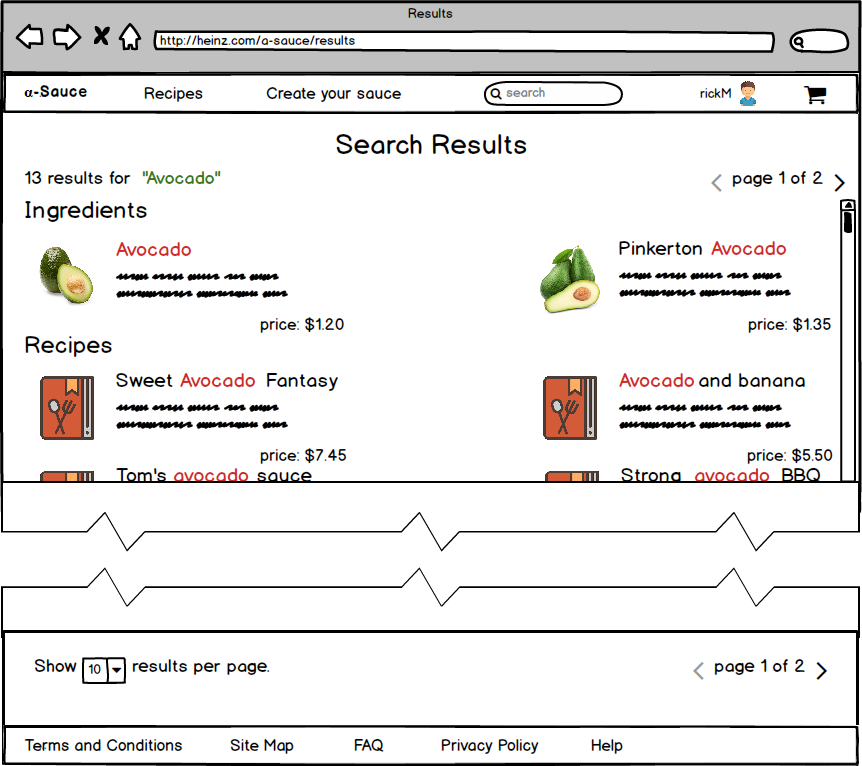 Results
http://heinz.com/a-sauce/results
α-Sauce Recipes Create your sauce search rickM
Search Results
13 results for "Avocado" page 1 of 2
Ingredients
Avocado Pinkerton Avocado
price: $1.20 price: $1.35
Recipes
Sweet Avocado Fantasy Avocado and banana
price: $7.45 price: $5.50
Tom's avocado sauce Strong avocado BBQ
Show 10 results per page. page 1 of 2
Terms and Conditions Site Map FAQ Privacy Policy Help